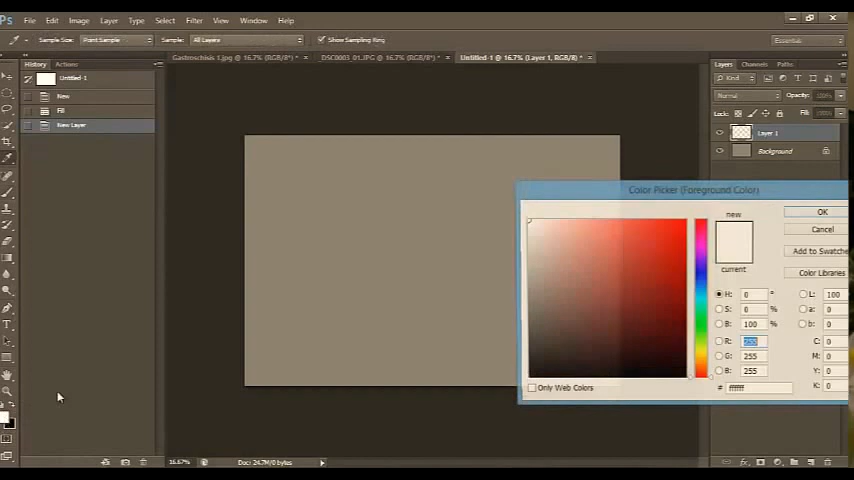 Ps File Edit Image Layer Type Select Filter View Window Help
Sample Size: Point Sample Sample: All Layers Show Sampling Ring Essentials
History Actions
Gastroschisis 1.jpg @ 16.7% (RGB/8*) * × DSC0003_01.JPG @ 16.7% (RGB/8*) * × Untitled-1 @ 16.7% (Layer 1, RGB/8) * ×
Layers Channels Paths
Untitled-1
Kind
New
Normal Opacity: 100%
Fill
Lock: Fill: 100%
New Layer
Layer 1
Background
Color Picker (Foreground Color)
new
current
OK
Cancel
Add to Swatches
Color Libraries
H: 0 ° L: 100
S: 0 % a: 0
B: 100 % b: 0
R: 255 C: 0
G: 255 M: 0
B: 255 Y: 0
# ffffff K: 0
Only Web Colors
16.67% Doc: 24.7M/0 bytes
fx